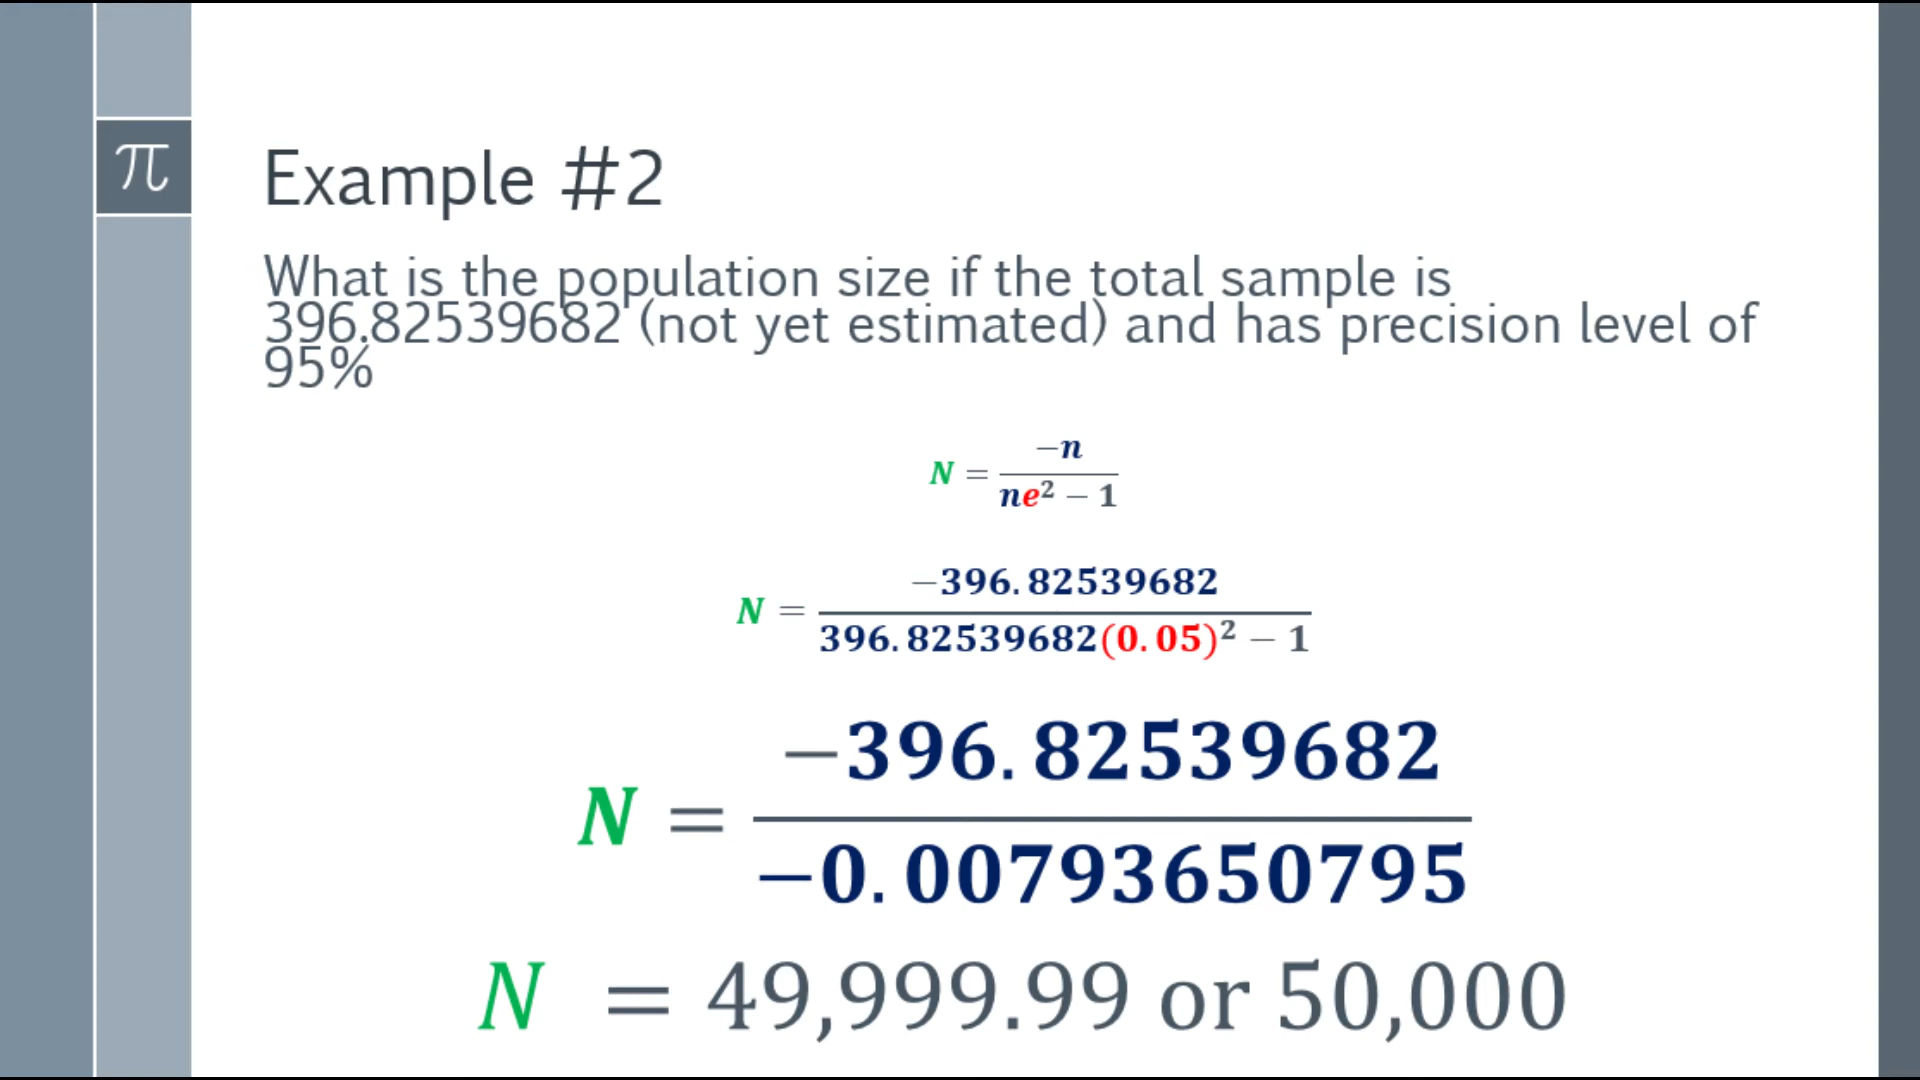 π
Example #2
What is the population size if the total sample is
396.82539682 (not yet estimated) and has precision level of
95%
N = −n / ne² − 1
N = −396.82539682 / 396.82539682(0.05)² − 1
N = −396.82539682 / −0.00793650795
N = 49,999.99 or 50,000